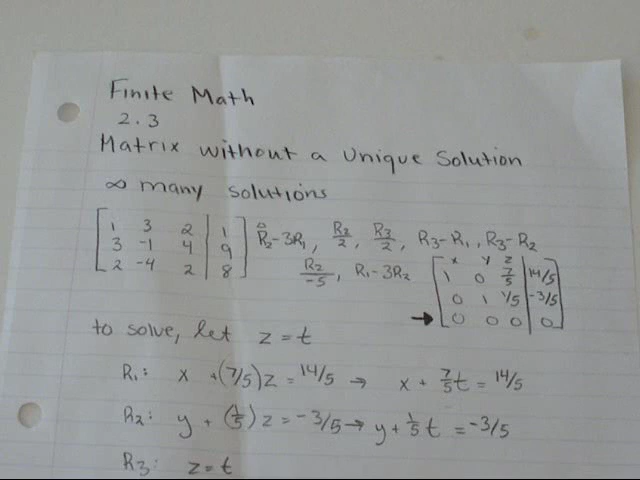 Finite Math
2.3
Matrix without a Unique Solution
∞ many solutions
[ 1 3 2 | 1 ] R2-3R1, R2/2, R3/2, R3-R1, R3-R2
[ 3 -1 4 | 9 ]
[ 2 -4 2 | 8 ] R2/-5, R1-3R2
x y z
[ 1 0 7/5 | 14/5 ]
[ 0 1 1/5 | -3/5 ]
→ [ 0 0 0 | 0 ]
to solve, let z = t
R1: x + (7/5)z = 14/5 → x + 7/5 t = 14/5
R2: y + (1/5)z = -3/5 → y + 1/5 t = -3/5
R3: z = t